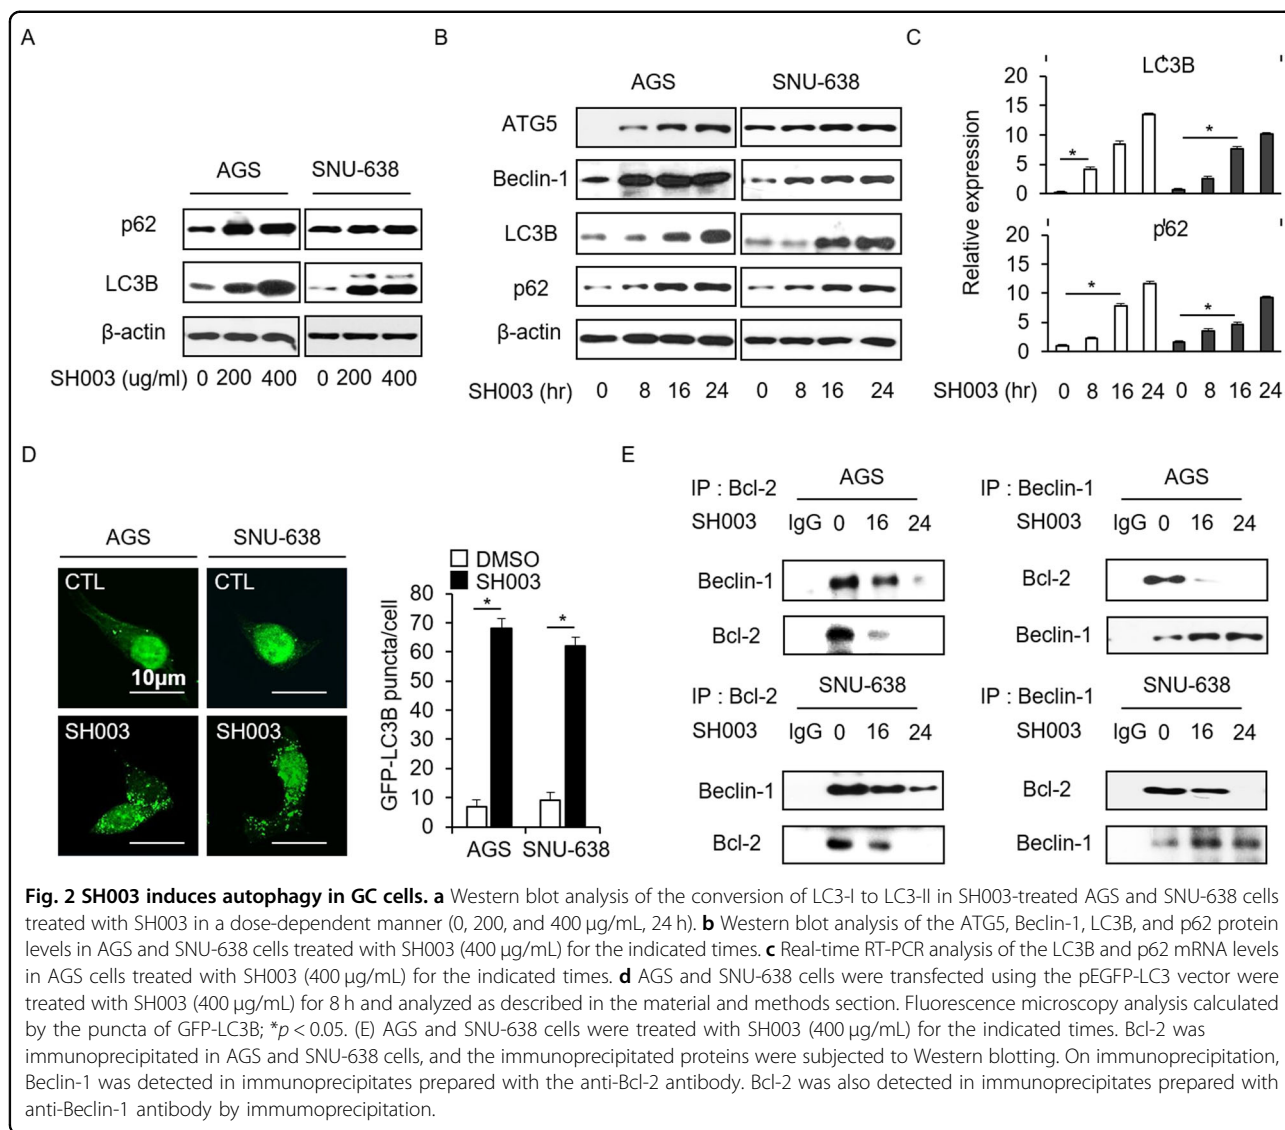 A
AGS SNU-638
p62
LC3B
β-actin
SH003 (ug/ml) 0 200 400 0 200 400
B
AGS SNU-638
ATG5
Beclin-1
LC3B
p62
β-actin
SH003 (hr) 0 8 16 24 0 8 16 24
C
Relative expression
LC3B
20
15
10
5
0
* *
p62
20
15
10
5
0
* *
SH003 (hr) 0 8 16 24 0 8 16 24
D
AGS SNU-638
CTL CTL
10μm
SH003 SH003
DMSO
SH003
GFP-LC3B puncta/cell
80
70
60
50
40
30
20
10
0
* *
AGS SNU-638
E
IP : Bcl-2 AGS
SH003 IgG 0 16 24
Beclin-1
Bcl-2
IP : Beclin-1 AGS
SH003 IgG 0 16 24
Bcl-2
Beclin-1
IP : Bcl-2 SNU-638
SH003 IgG 0 16 24
Beclin-1
Bcl-2
IP : Beclin-1 SNU-638
SH003 IgG 0 16 24
Bcl-2
Beclin-1
Fig. 2 SH003 induces autophagy in GC cells. a Western blot analysis of the conversion of LC3-I to LC3-II in SH003-treated AGS and SNU-638 cells
treated with SH003 in a dose-dependent manner (0, 200, and 400 μg/mL, 24 h). b Western blot analysis of the ATG5, Beclin-1, LC3B, and p62 protein
levels in AGS and SNU-638 cells treated with SH003 (400 μg/mL) for the indicated times. c Real-time RT-PCR analysis of the LC3B and p62 mRNA levels
in AGS cells treated with SH003 (400 μg/mL) for the indicated times. d AGS and SNU-638 cells were transfected using the pEGFP-LC3 vector were
treated with SH003 (400 μg/mL) for 8 h and analyzed as described in the material and methods section. Fluorescence microscopy analysis calculated
by the puncta of GFP-LC3B; *p < 0.05. (E) AGS and SNU-638 cells were treated with SH003 (400 μg/mL) for the indicated times. Bcl-2 was
immunoprecipitated in AGS and SNU-638 cells, and the immunoprecipitated proteins were subjected to Western blotting. On immunoprecipitation,
Beclin-1 was detected in immunoprecipitates prepared with the anti-Bcl-2 antibody. Bcl-2 was also detected in immunoprecipitates prepared with
anti-Beclin-1 antibody by immumoprecipitation.